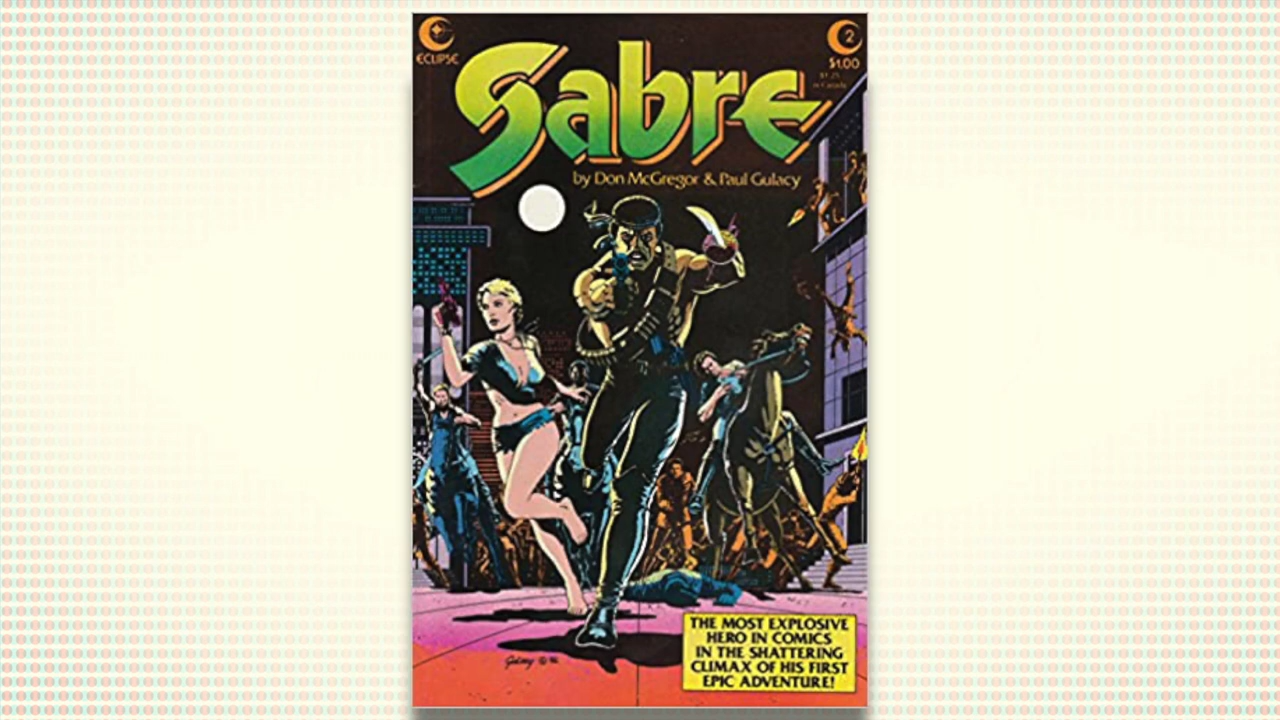 ECLIPSE
2
$1.00
Sabre
by Don McGregor & Paul Gulacy
THE MOST EXPLOSIVE
HERO IN COMICS
IN THE SHATTERING
CLIMAX OF HIS FIRST
EPIC ADVENTURE!